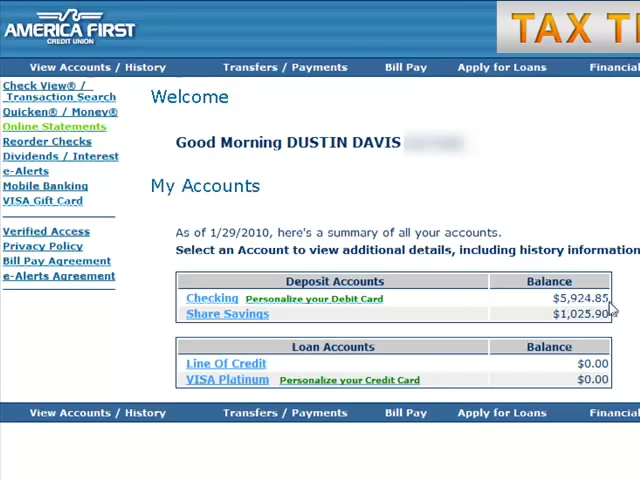 AMERICA FIRST
CREDIT UNION
TAX T
View Accounts / History Transfers / Payments Bill Pay Apply for Loans Financial
Check View® /
Transaction Search
Quicken® / Money®
Online Statements
Reorder Checks
Dividends / Interest
e-Alerts
Mobile Banking
VISA Gift Card
Verified Access
Privacy Policy
Bill Pay Agreement
e-Alerts Agreement
Welcome
Good Morning DUSTIN DAVIS
My Accounts
As of 1/29/2010, here's a summary of all your accounts.
Select an Account to view additional details, including history information
Deposit Accounts Balance
Checking Personalize your Debit Card $5,924.85
Share Savings $1,025.90
Loan Accounts Balance
Line Of Credit $0.00
VISA Platinum Personalize your Credit Card $0.00
View Accounts / History Transfers / Payments Bill Pay Apply for Loans Financial